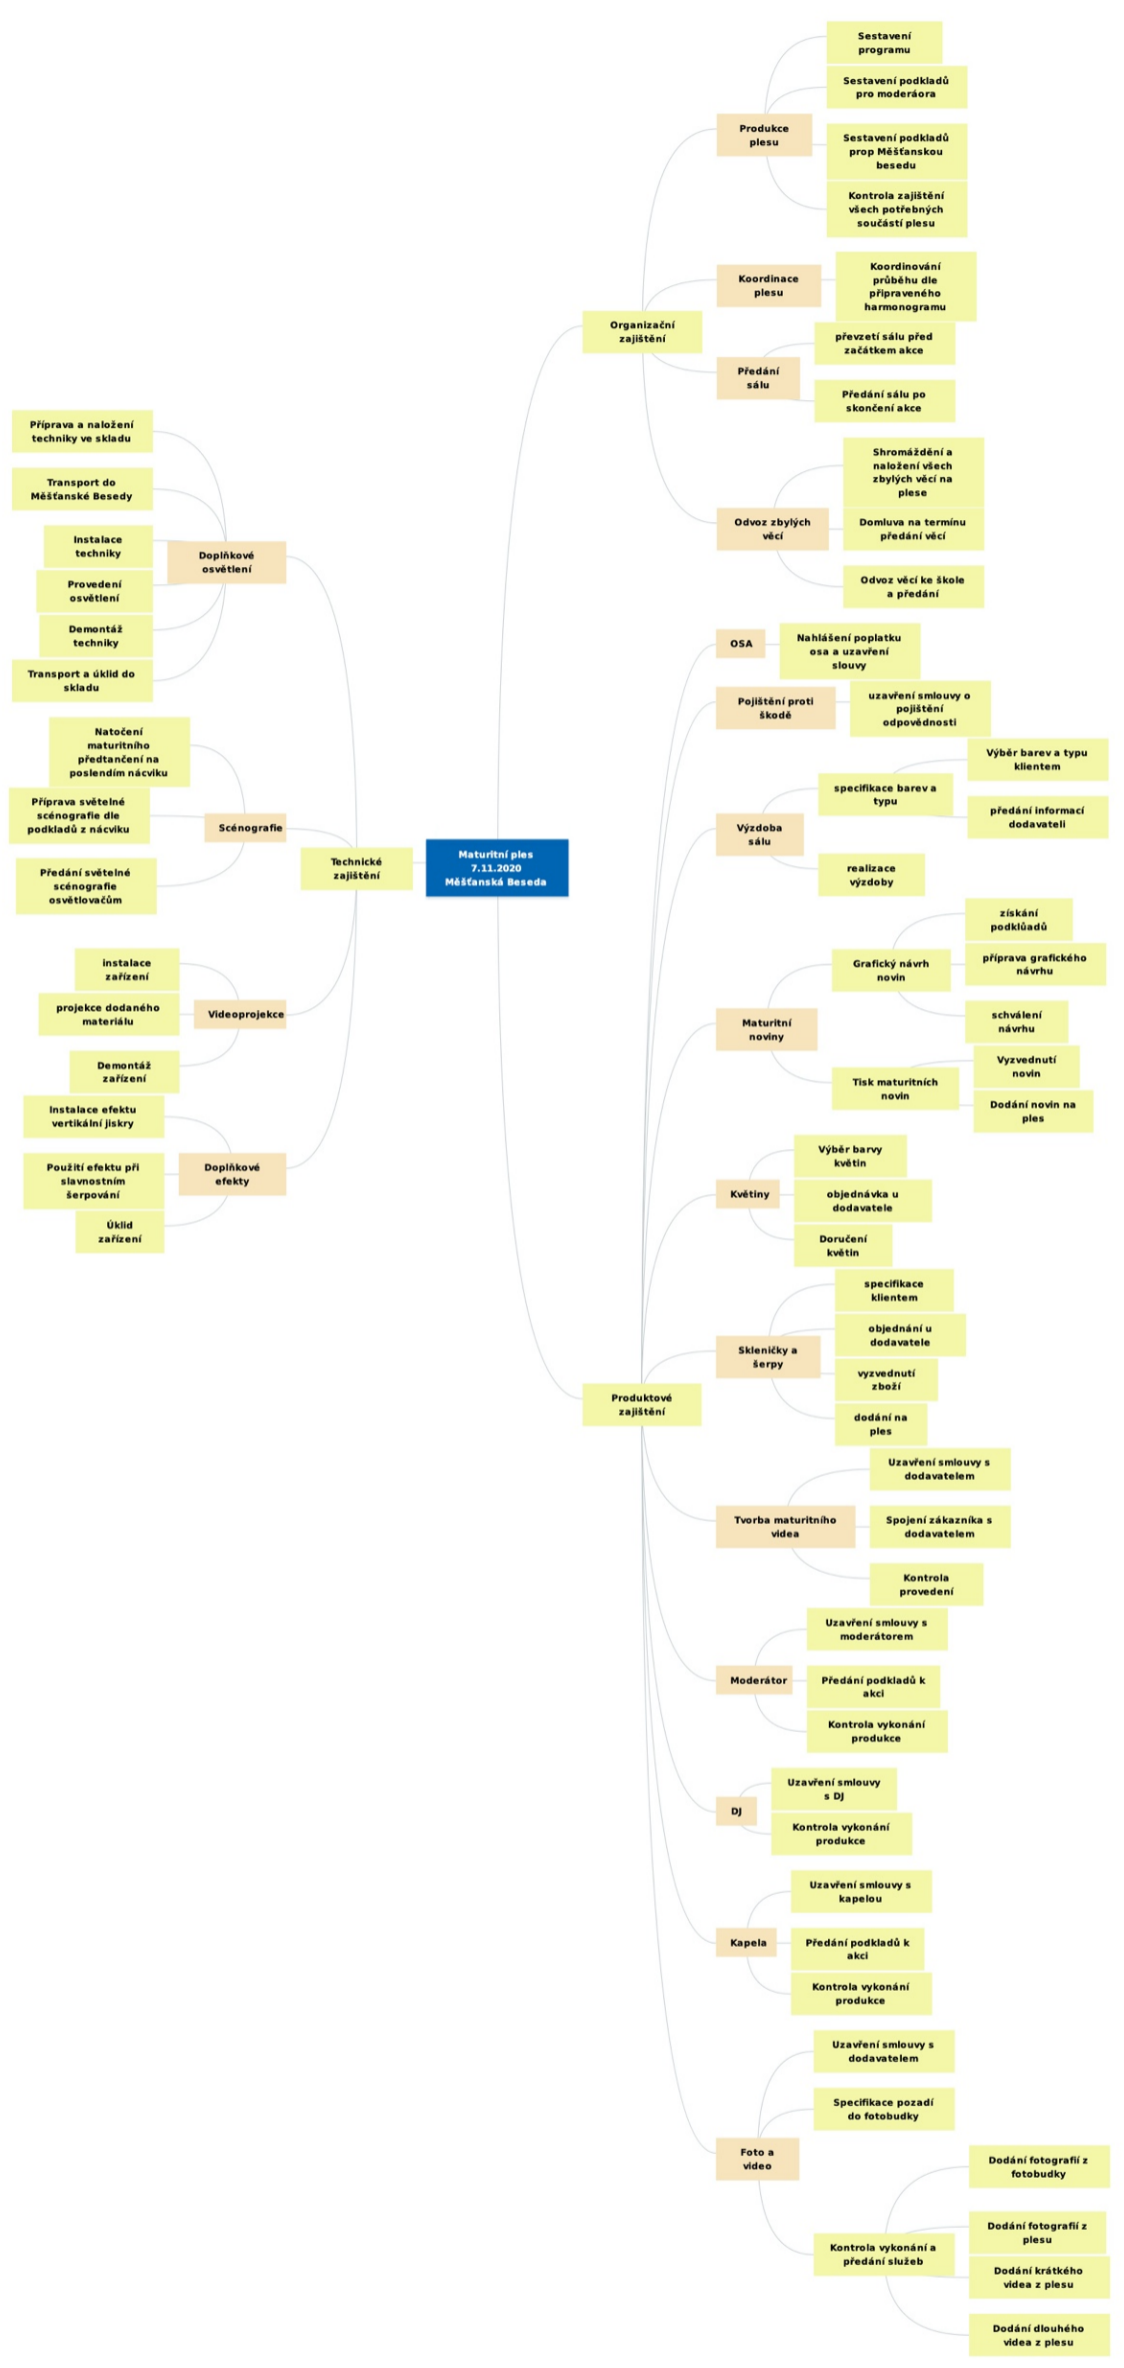 Maturitní ples
7.11.2020
Měšťanská Beseda
Organizační
zajištění
Produkce
plesu
Sestavení
programu
Sestavení podkladů
pro moderáora
Sestavení podkladů
prop Měšťanskou
besedu
Kontrola zajištění
všech potřebných
součástí plesu
Koordinace
plesu
Koordinování
průběhu dle
připraveného
harmonogramu
Předání
sálu
převzetí sálu před
začátkem akce
Předání sálu po
skončení akce
Odvoz zbylých
věcí
Shromáždění a
naložení všech
zbylých věcí na
plese
Domluva na termínu
předání věcí
Odvoz věcí ke škole
a předání
Produktové
zajištění
OSA
Nahlášení poplatku
osa a uzavření
slouvy
Pojištění proti
škodě
uzavření smlouvy o
pojištění
odpovědnosti
Výzdoba
sálu
specifikace barev a
typu
Výběr barev a typu
klientem
předání informací
dodavateli
realizace
výzdoby
Maturitní
noviny
Grafický návrh
novin
získání
podklůadů
příprava grafického
návrhu
schválení
návrhu
Tisk maturitních
novin
Vyzvednutí
novin
Dodání novin na
ples
Květiny
Výběr barvy
květin
objednávka u
dodavatele
Doručení
květin
Skleničky a
šerpy
specifikace
klientem
objednání u
dodavatele
vyzvednutí
zboží
dodání na
ples
Tvorba maturitního
videa
Uzavření smlouvy s
dodavatelem
Spojení zákazníka s
dodavatelem
Kontrola
provedení
Moderátor
Uzavření smlouvy s
moderátorem
Předání podkladů k
akci
Kontrola vykonání
produkce
DJ
Uzavření smlouvy
s DJ
Kontrola vykonání
produkce
Kapela
Uzavření smlouvy s
kapelou
Předání podkladů k
akci
Kontrola vykonání
produkce
Foto a
video
Uzavření smlouvy s
dodavatelem
Specifikace pozadí
do fotobudky
Kontrola vykonání a
předání služeb
Dodání fotografií z
fotobudky
Dodání fotografií z
plesu
Dodání krátkého
videa z plesu
Dodání dlouhého
videa z plesu
Technické
zajištění
Doplňkové
osvětlení
Příprava a naložení
techniky ve skladu
Transport do
Měšťanské Besedy
Instalace
techniky
Provedení
osvětlení
Demontáž
techniky
Transport a úklid do
skladu
Scénografie
Natočení
maturitního
předtančení na
poslendím nácviku
Příprava světelné
scénografie dle
podkladů z nácviku
Předání světelné
scénografie
osvětlovačům
Videoprojekce
instalace
zařízení
projekce dodaného
materiálu
Demontáž
zařízení
Doplňkové
efekty
Instalace efektu
vertikální jiskry
Použití efektu při
slavnostním
šerpování
Úklid
zařízení